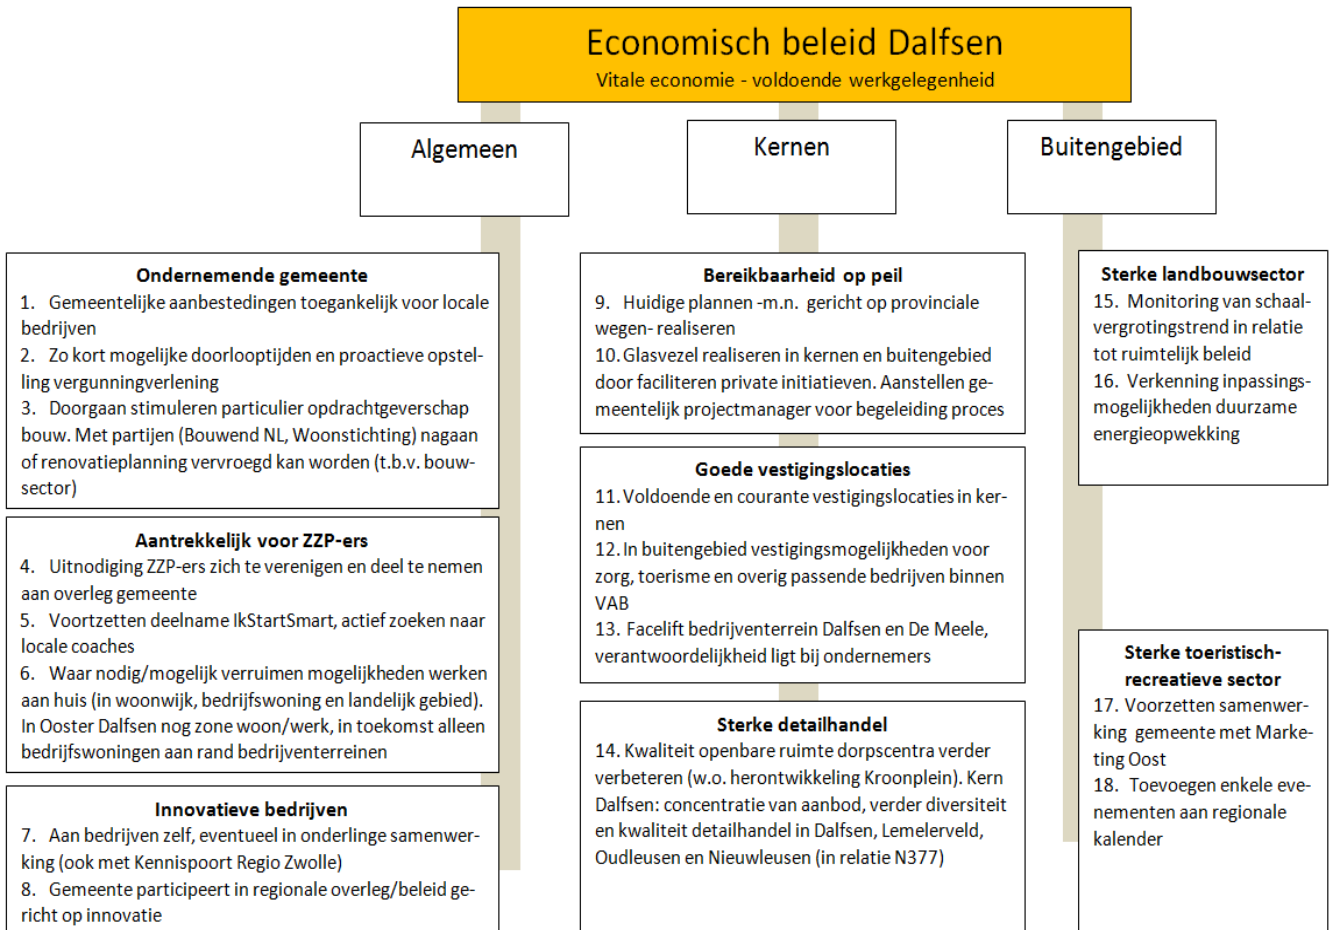 Economisch beleid Dalfsen
Vitale economie - voldoende werkgelegenheid
Algemeen
Kernen
Buitengebied
Ondernemende gemeente
1. Gemeentelijke aanbestedingen toegankelijk voor locale
bedrijven
2. Zo kort mogelijke doorlooptijden en proactieve opstel-
ling vergunningverlening
3. Doorgaan stimuleren particulier opdrachtgeverschap
bouw. Met partijen (Bouwend NL, Woonstichting) nagaan
of renovatieplanning vervroegd kan worden (t.b.v. bouw-
sector)
Aantrekkelijk voor ZZP-ers
4. Uitnodiging ZZP-ers zich te verenigen en deel te nemen
aan overleg gemeente
5. Voortzetten deelname IkStartSmart, actief zoeken naar
locale coaches
6. Waar nodig/mogelijk verruimen mogelijkheden werken
aan huis (in woonwijk, bedrijfswoning en landelijk gebied).
In Ooster Dalfsen nog zone woon/werk, in toekomst alleen
bedrijfswoningen aan rand bedrijventerreinen
Innovatieve bedrijven
7. Aan bedrijven zelf, eventueel in onderlinge samenwer-
king (ook met Kennispoort Regio Zwolle)
8. Gemeente participeert in regionale overleg/beleid ge-
richt op innovatie
Bereikbaarheid op peil
9. Huidige plannen -m.n. gericht op provinciale
wegen- realiseren
10. Glasvezel realiseren in kernen en buitengebied
door faciliteren private initiatieven. Aanstellen ge-
meentelijk projectmanager voor begeleiding proces
Goede vestigingslocaties
11. Voldoende en courante vestigingslocaties in ker-
nen
12. In buitengebied vestigingsmogelijkheden voor
zorg, toerisme en overig passende bedrijven binnen
VAB
13. Facelift bedrijventerrein Dalfsen en De Meele,
verantwoordelijkheid ligt bij ondernemers
Sterke detailhandel
14. Kwaliteit openbare ruimte dorpscentra verder
verbeteren (w.o. herontwikkeling Kroonplein). Kern
Dalfsen: concentratie van aanbod, verder diversiteit
en kwaliteit detailhandel in Dalfsen, Lemelerveld,
Oudleusen en Nieuwleusen (in relatie N377)
Sterke landbouwsector
15. Monitoring van schaal-
vergrotingstrend in relatie
tot ruimtelijk beleid
16. Verkenning inpassings-
mogelijkheden duurzame
energieopwekking
Sterke toeristisch-
recreatieve sector
17. Voorzetten samenwer-
king gemeente met Marke-
ting Oost
18. Toevoegen enkele eve-
nementen aan regionale
kalender